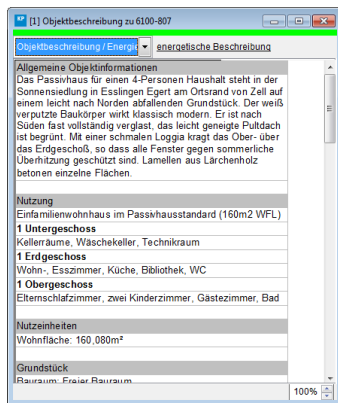 [1] Objektbeschreibung zu 6100-807
Objektbeschreibung / Energie energetische Beschreibung
Allgemeine Objektinformationen
Das Passivhaus für einen 4-Personen Haushalt steht in der
Sonnensiedlung in Esslingen Egert am Ortsrand von Zell auf
einem leicht nach Norden abfallenden Grundstück. Der weiß
verputzte Baukörper wirkt klassisch modern. Er ist nach
Süden fast vollständig verglast, das leicht geneigte Pultdach
ist begrünt. Mit einer schmalen Loggia kragt das Ober- über
das Erdgeschoß, so dass alle Fenster gegen sommerliche
Überhitzung geschützt sind. Lamellen aus Lärchenholz
betonen einzelne Flächen.
Nutzung
Einfamilienwohnhaus im Passivhausstandard (160m2 WFL)
1 Untergeschoss
Kellerräume, Wäschekeller, Technikraum
1 Erdgeschoss
Wohn-, Esszimmer, Küche, Bibliothek, WC
1 Obergeschoss
Elternschlafzimmer, zwei Kinderzimmer, Gästezimmer, Bad
Nutzeinheiten
Wohnfläche: 160,080m²
Grundstück
Bauraum: Freier Bauraum
100%